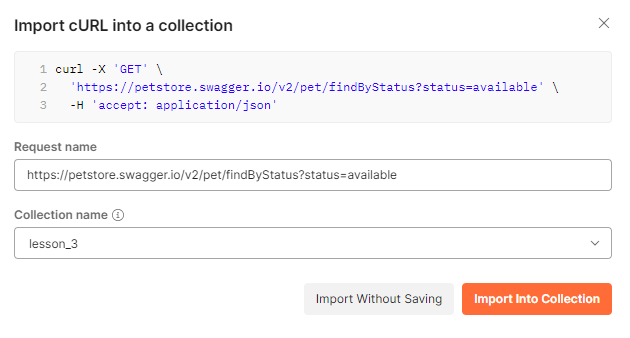 Import cURL into a collection
1 curl -X 'GET' \
2 'https://petstore.swagger.io/v2/pet/findByStatus?status=available' \
3 -H 'accept: application/json'
Request name
https://petstore.swagger.io/v2/pet/findByStatus?status=available
Collection name
lesson_3
Import Without Saving Import Into Collection